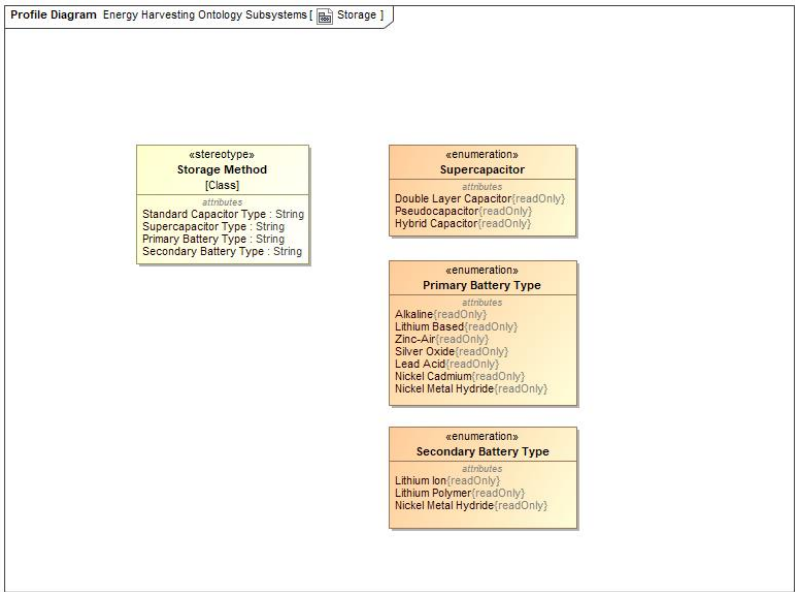 Profile Diagram Energy Harvesting Ontology Subsystems [ Storage ]
«stereotype»
Storage Method
[Class]
attributes
Standard Capacitor Type : String
Supercapacitor Type : String
Primary Battery Type : String
Secondary Battery Type : String
«enumeration»
Supercapacitor
attributes
Double Layer Capacitor{readOnly}
Pseudocapacitor{readOnly}
Hybrid Capacitor{readOnly}
«enumeration»
Primary Battery Type
attributes
Alkaline{readOnly}
Lithium Based{readOnly}
Zinc-Air{readOnly}
Silver Oxide{readOnly}
Lead Acid{readOnly}
Nickel Cadmium{readOnly}
Nickel Metal Hydride{readOnly}
«enumeration»
Secondary Battery Type
attributes
Lithium Ion{readOnly}
Lithium Polymer{readOnly}
Nickel Metal Hydride{readOnly}